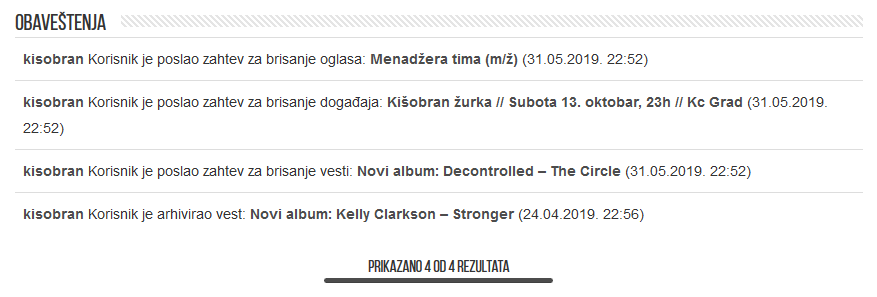 OBAVEŠTENJA
kisobran Korisnik je poslao zahtev za brisanje oglasa: Menadžera tima (m/ž) (31.05.2019. 22:52)
kisobran Korisnik je poslao zahtev za brisanje događaja: Kišobran žurka // Subota 13. oktobar, 23h // Kc Grad (31.05.2019.
22:52)
kisobran Korisnik je poslao zahtev za brisanje vesti: Novi album: Decontrolled – The Circle (31.05.2019. 22:52)
kisobran Korisnik je arhivirao vest: Novi album: Kelly Clarkson – Stronger (24.04.2019. 22:56)
PRIKAZANO 4 OD 4 REZULTATA